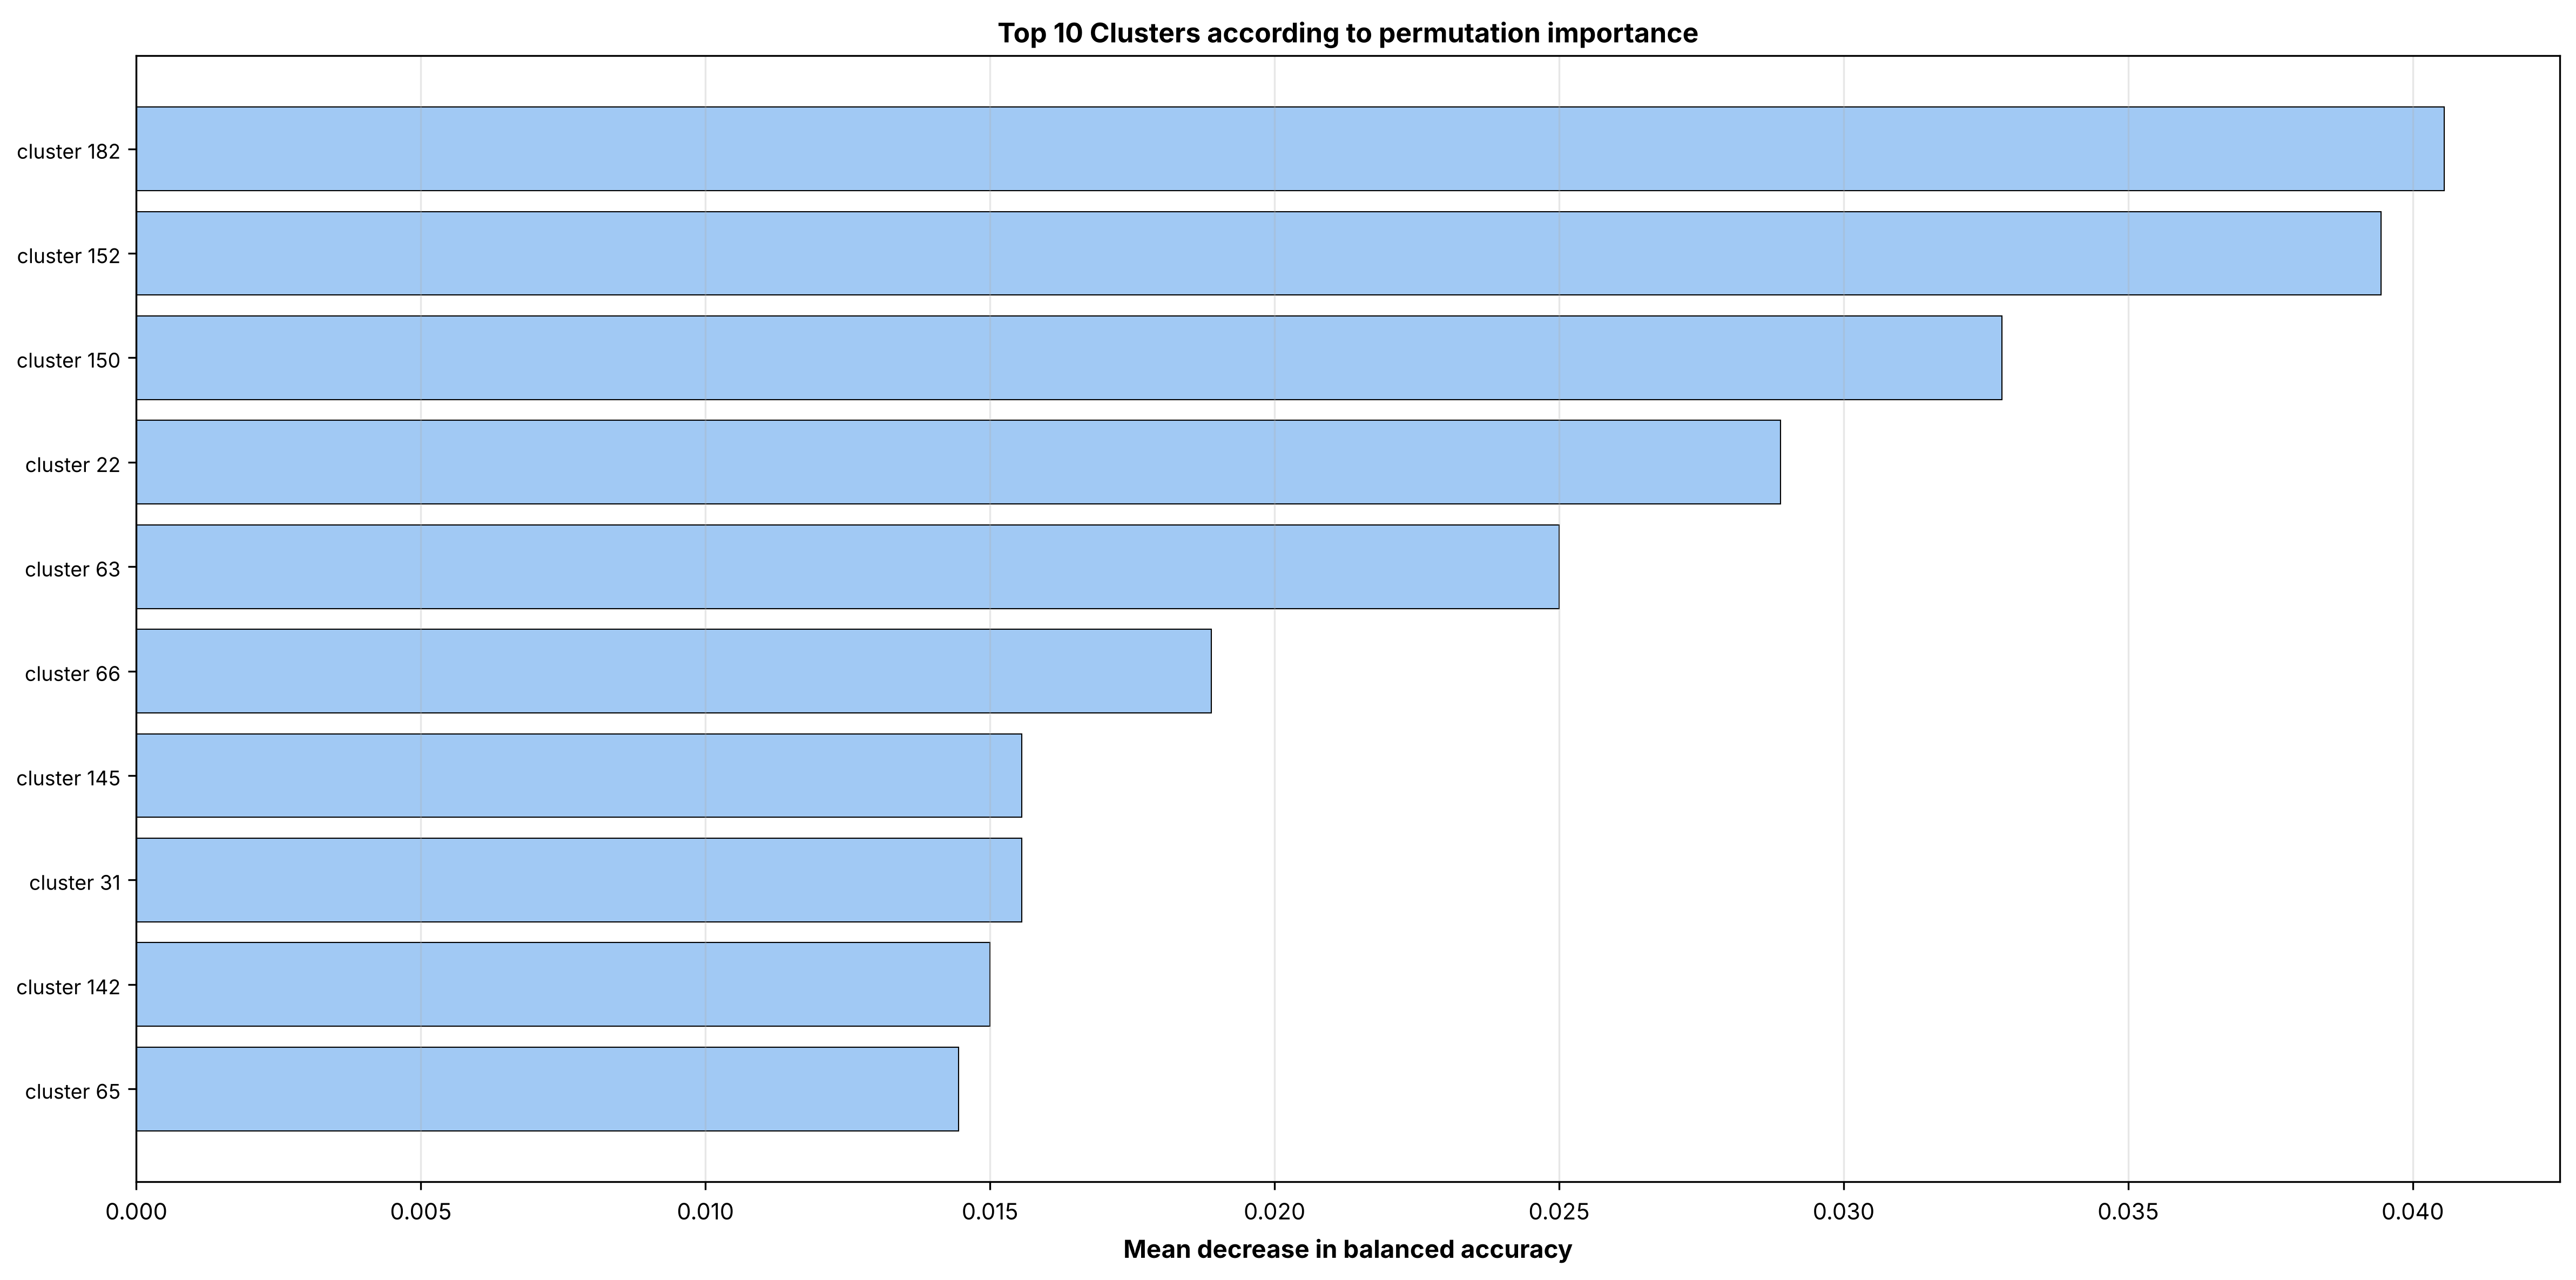 Top 10 Clusters according to permutation importance
cluster 182
cluster 152
cluster 150
cluster 22
cluster 63
cluster 66
cluster 145
cluster 31
cluster 142
cluster 65
0.000 0.005 0.010 0.015 0.020 0.025 0.030 0.035 0.040
Mean decrease in balanced accuracy